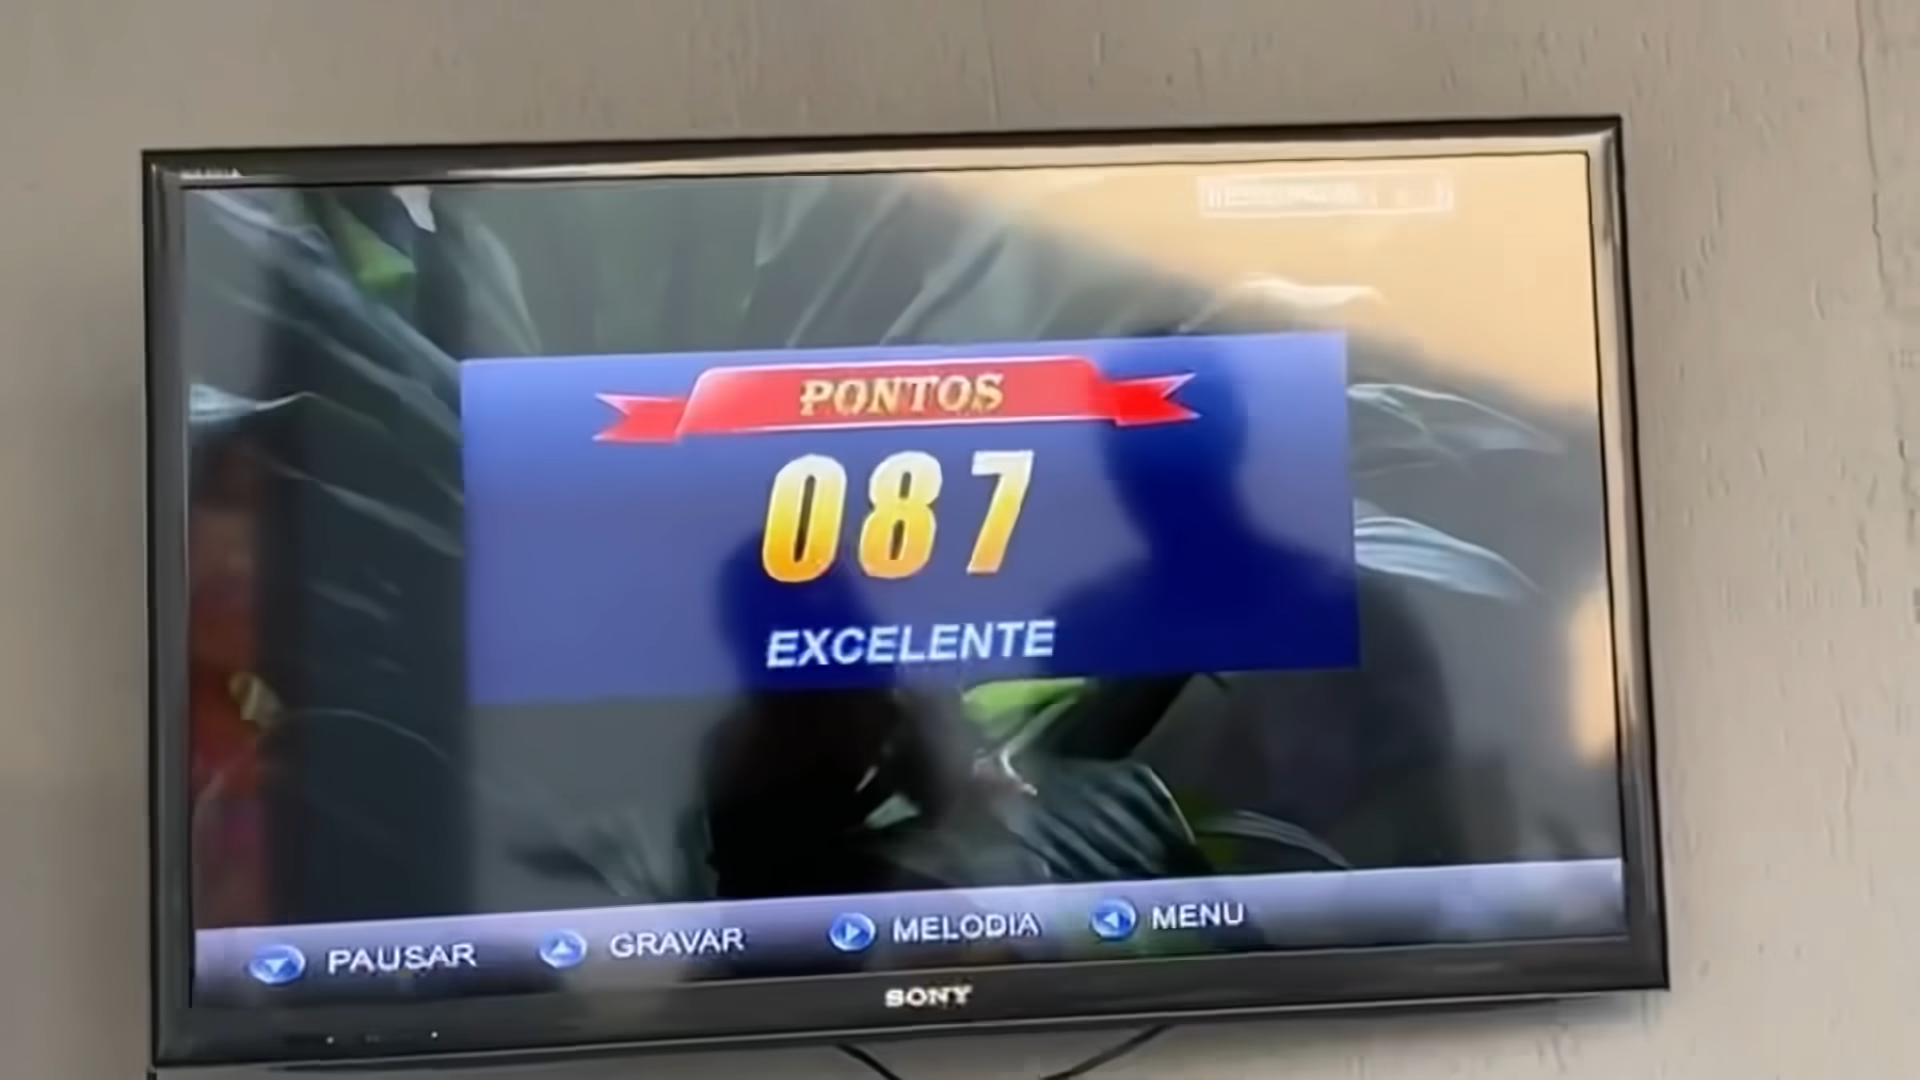 PONTOS
087
EXCELENTE
PAUSAR GRAVAR MELODIA MENU
SONY